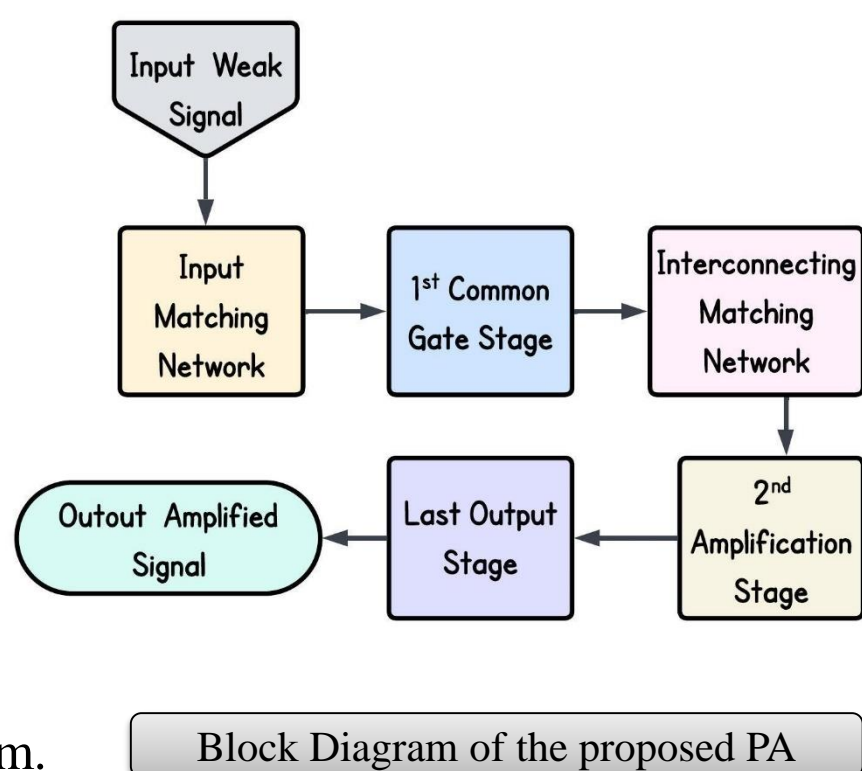 Input Weak
Signal
Input
Matching
Network
1st Common
Gate Stage
Interconnecting
Matching
Network
2nd
Amplification
Stage
Last Output
Stage
Outout Amplified
Signal
m.
Block Diagram of the proposed PA